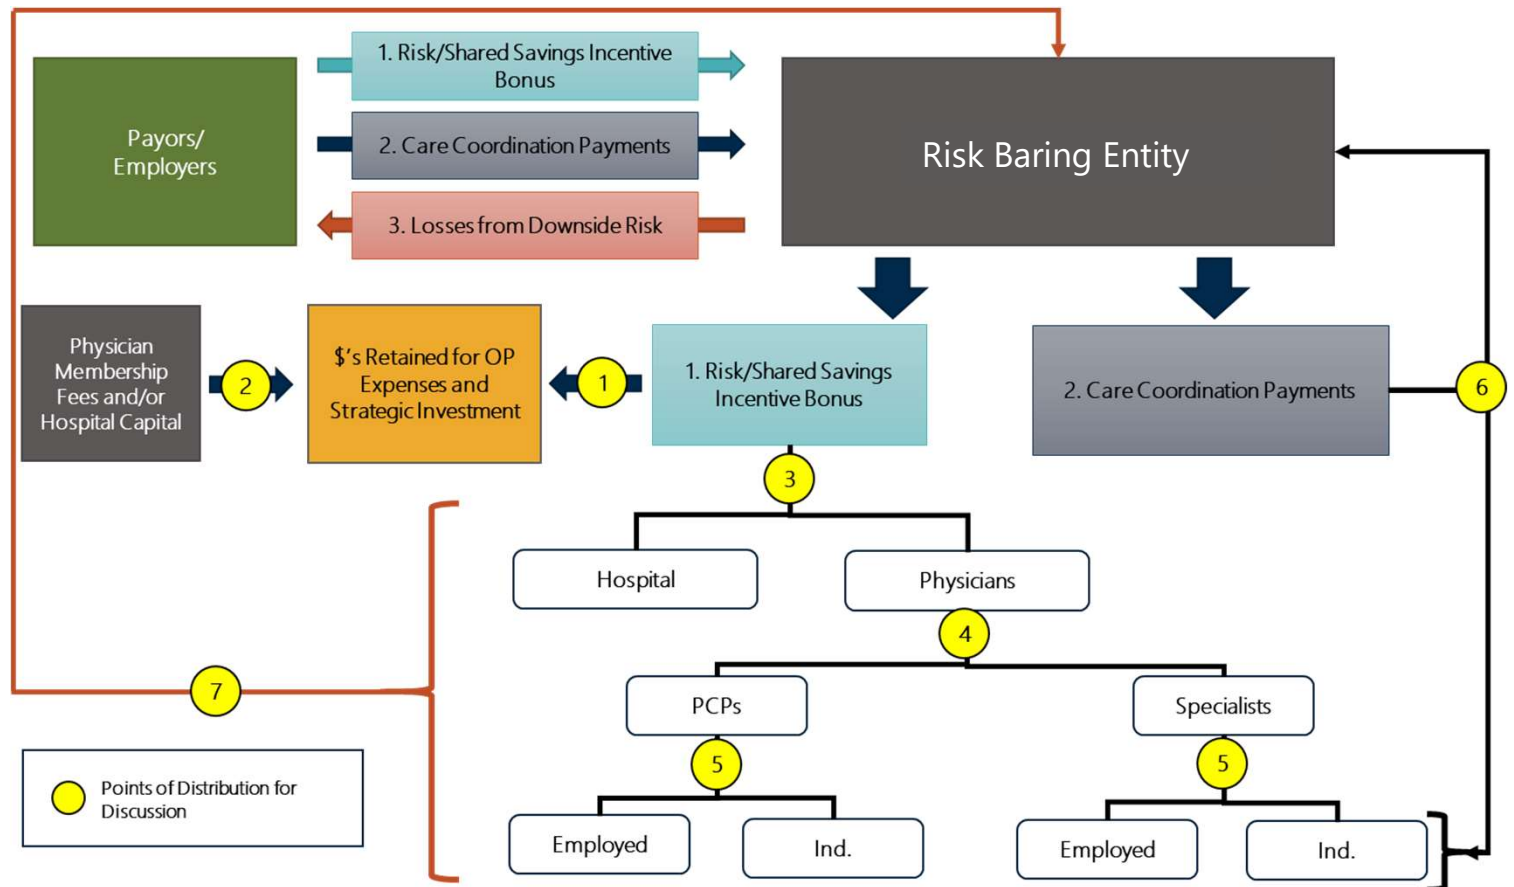 1. Risk/Shared Savings Incentive
Bonus
Payors/
Employers
2. Care Coordination Payments
Risk Baring Entity
3. Losses from Downside Risk
Physician
Membership
Fees and/or
Hospital Capital
2
$'s Retained for OP
Expenses and
Strategic Investment
1
1. Risk/Shared Savings
Incentive Bonus
2. Care Coordination Payments
6
3
Hospital
Physicians
4
7
PCPs
Specialists
5
5
Points of Distribution for
Discussion
Employed
Ind.
Employed
Ind.